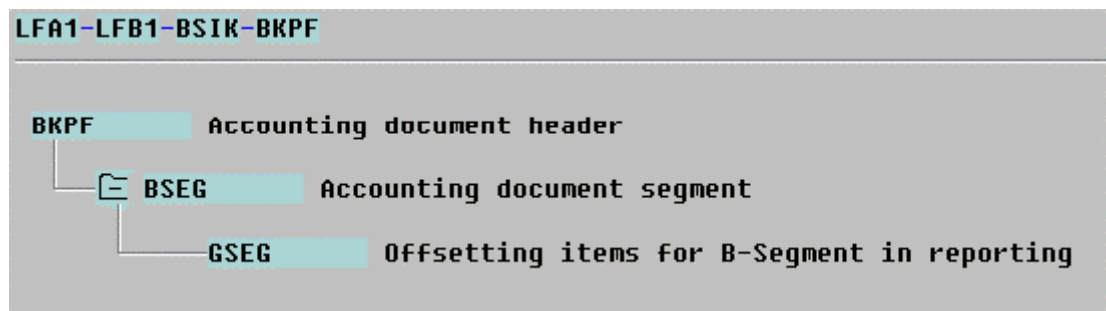 LFA1-LFB1-BSIK-BKPF
BKPF Accounting document header
BSEG Accounting document segment
GSEG Offsetting items for B-Segment in reporting